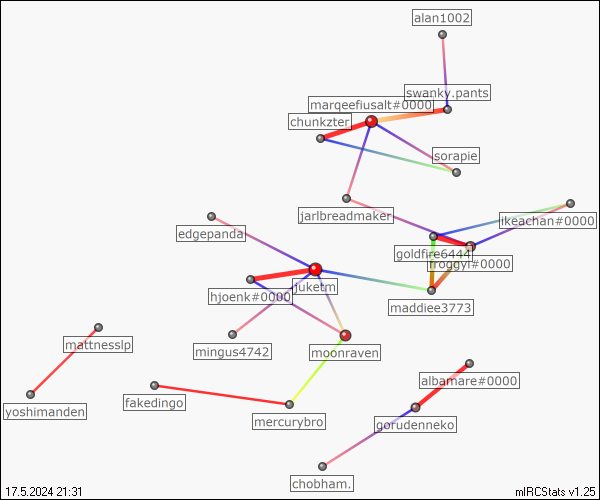 alan1002
swanky.pants
marqeefiusalt#0000
chunkzter
sorapie
jarlbreadmaker
ikeachan#0000
edgepanda
goldfire6444
froggyl#0000
juketm
hjoenk#0000
maddiee3773
mattnesslp
mingus4742
moonraven
albamare#0000
yoshimanden
fakedingo
mercurybro
gorudenneko
chobham.
17.5.2024 21:31
mIRCStats v1.25